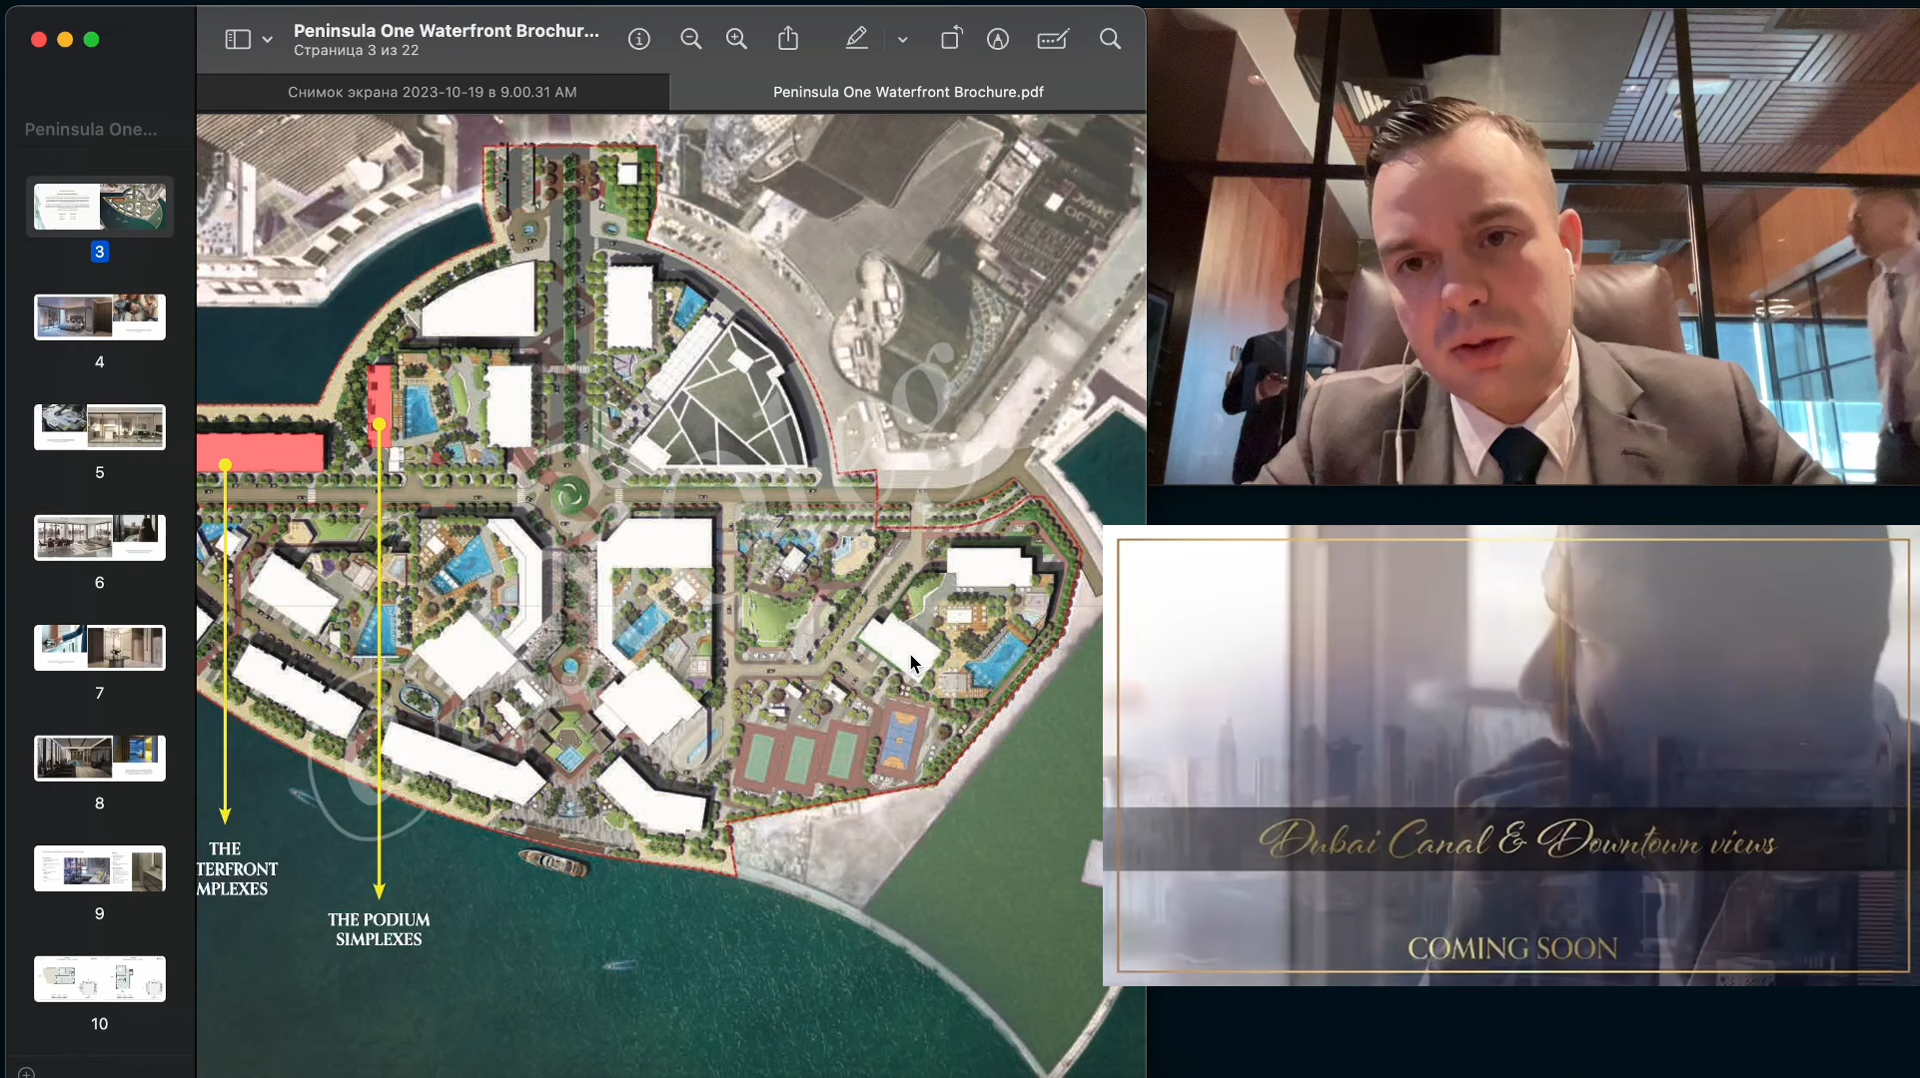 Peninsula One Waterfront Brochur...
Страница 3 из 22
Снимок экрана 2023-10-19 в 9.00.31 AM
Peninsula One Waterfront Brochure.pdf
Peninsula One...
3
4
5
6
7
8
9
10
THE
TERFRONT
MPLEXES
THE PODIUM
SIMPLEXES
Dubai Canal & Downtown views
COMING SOON